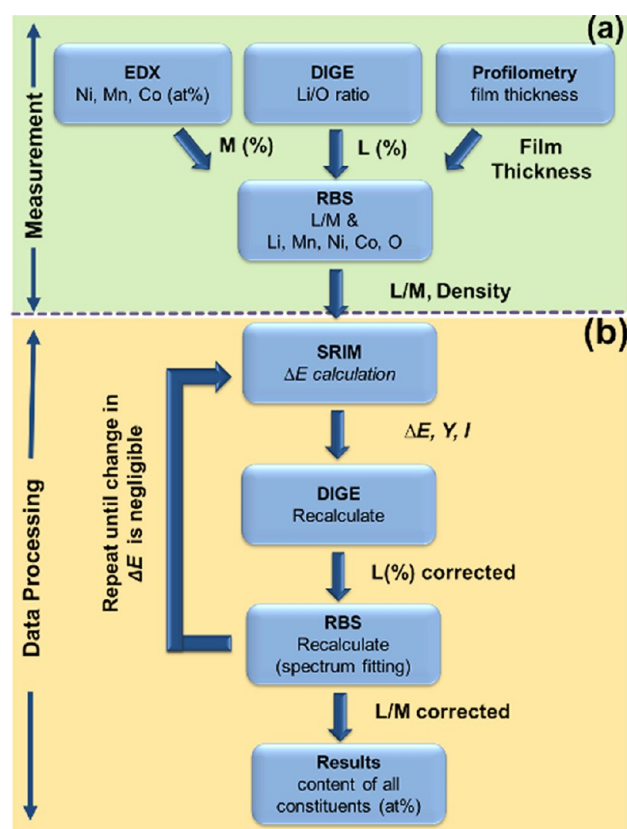 (a)
Measurement
EDX
Ni, Mn, Co (at%)
DIGE
Li/O ratio
Profilometry
film thickness
M (%)
L (%)
Film
Thickness
RBS
L/M &
Li, Mn, Ni, Co, O
L/M, Density
(b)
Data Processing
SRIM
ΔE calculation
Repeat until change in
ΔE is negligible
ΔE, Y, I
DIGE
Recalculate
L(%) corrected
RBS
Recalculate
(spectrum fitting)
L/M corrected
Results
content of all
constituents (at%)